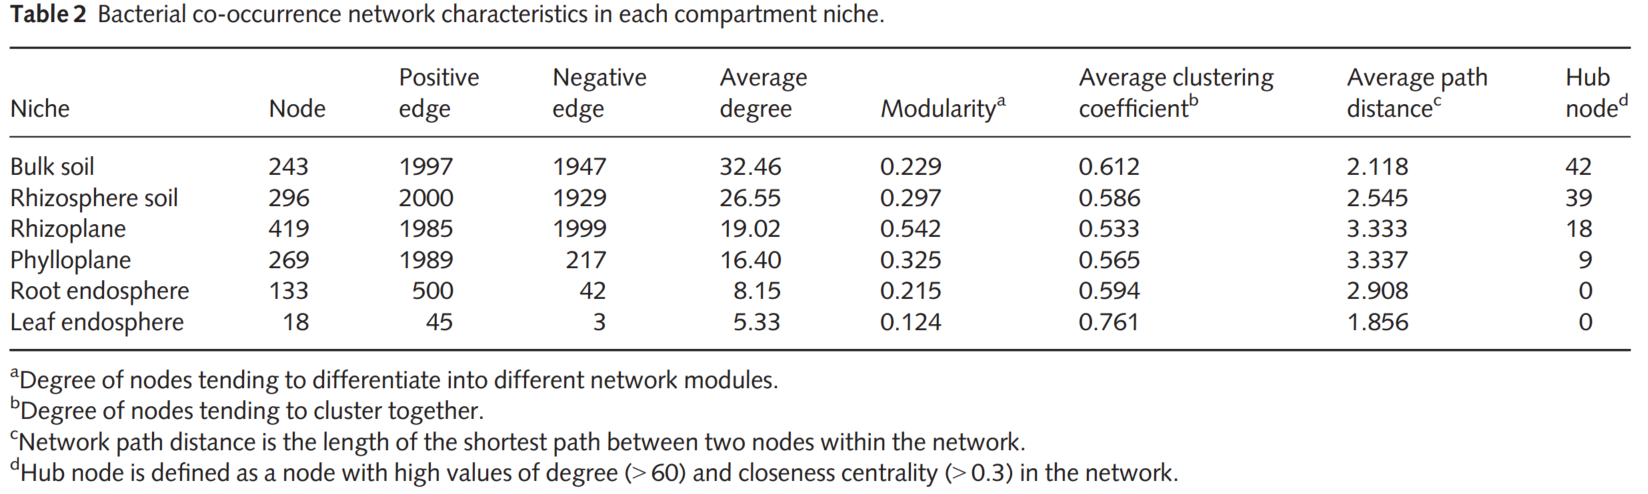 Table 2 Bacterial co-occurrence network characteristics in each compartment niche.
Niche Node Positive edge Negative edge Average degree Modularityᵃ Average clustering coefficientᵇ Average path distanceᶜ Hub nodeᵈ
Bulk soil 243 1997 1947 32.46 0.229 0.612 2.118 42
Rhizosphere soil 296 2000 1929 26.55 0.297 0.586 2.545 39
Rhizoplane 419 1985 1999 19.02 0.542 0.533 3.333 18
Phylloplane 269 1989 217 16.40 0.325 0.565 3.337 9
Root endosphere 133 500 42 8.15 0.215 0.594 2.908 0
Leaf endosphere 18 45 3 5.33 0.124 0.761 1.856 0
ᵃDegree of nodes tending to differentiate into different network modules.
ᵇDegree of nodes tending to cluster together.
ᶜNetwork path distance is the length of the shortest path between two nodes within the network.
ᵈHub node is defined as a node with high values of degree (> 60) and closeness centrality (> 0.3) in the network.